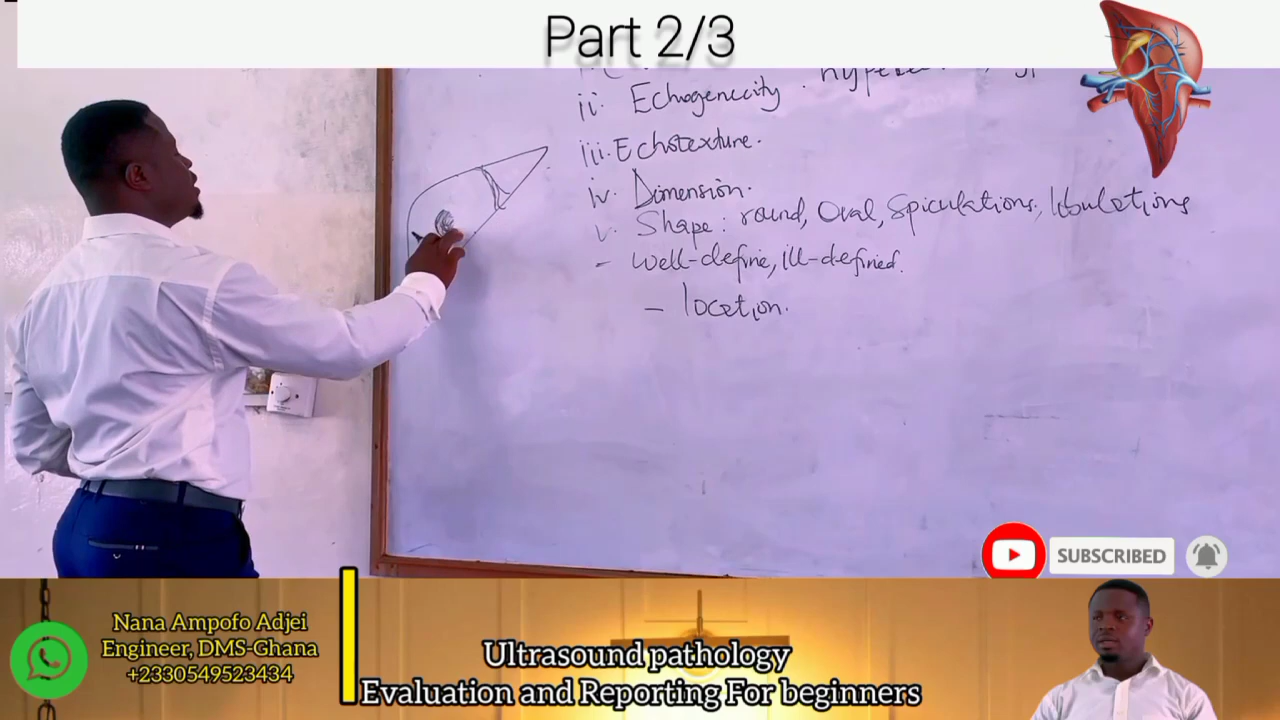 Part 2/3
ii. Echogenecity.
iii. Echotexture.
iv. Dimension.
v. Shape: round, Oval, Spiculations, lobulations
- well-define, ill-defined.
- location.
SUBSCRIBED
Nana Ampofo Adjei
Engineer, DMS-Ghana
+2330549523434
Ultrasound pathology
Evaluation and Reporting For beginners